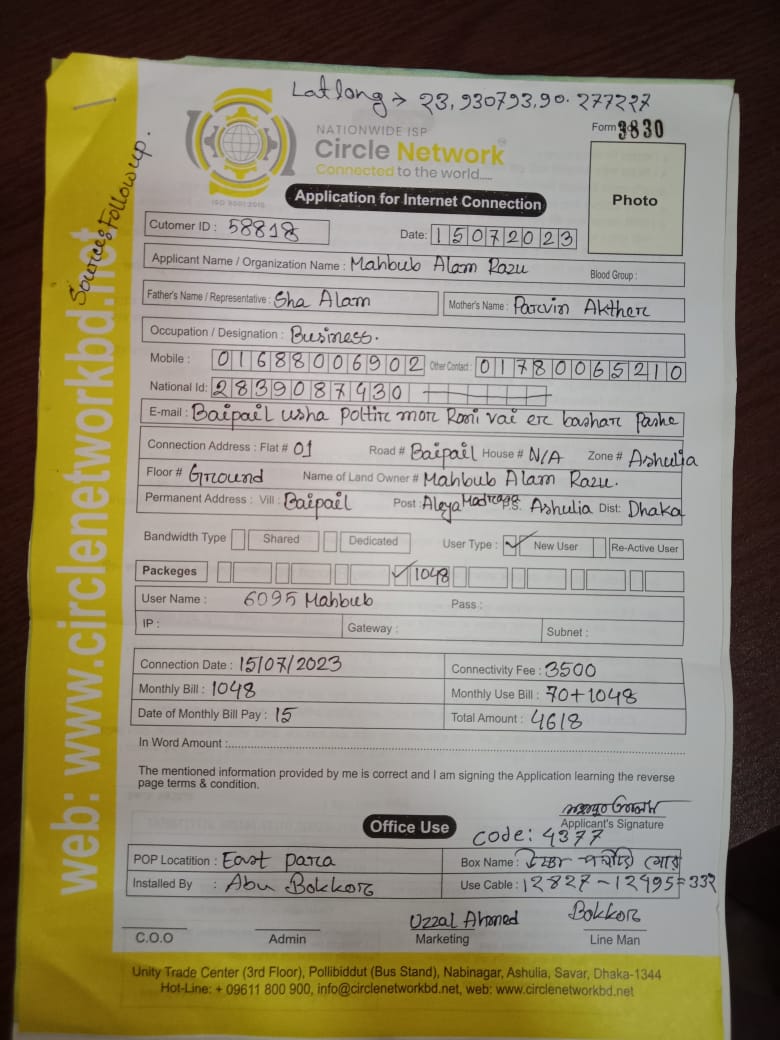 Lat long → 23,930793,90.277227
NATIONWIDE ISP
Circle Network
Connected to the world.....
ISO 9001:2015
Form 3830
Photo
Application for Internet Connection
Sources Followup.
web: www.circlenetworkbd.net
Cutomer ID : 58818
Date: 15072023
Applicant Name / Organization Name : Mahbub Alam Razu
Blood Group :
Father's Name / Representative : Sha Alam
Mother's Name : Parvin Akther
Occupation / Designation : Business.
Mobile : 01688006902 Other Contact : 01780065210
National Id: 2839087430
E-mail : Baipail usha poltir mor Roni vai er bashar pashe
Connection Address : Flat # 01 Road # Baipail House # N/A Zone # Ashulia
Floor # Ground Name of Land Owner # Mahbub Alam Razu.
Permanent Address : Vill : Baipail Post : Aleya Madrasa P.S. Ashulia Dist: Dhaka
Bandwidth Type Shared Dedicated User Type : ✓ New User Re-Active User
Packeges ✓ 1048
User Name : 6095 Mahbub Pass :
IP : Gateway : Subnet :
Connection Date : 15/07/2023 Connectivity Fee : 3500
Monthly Bill : 1048 Monthly Use Bill : 70+1048
Date of Monthly Bill Pay : 15 Total Amount : 4618
In Word Amount :
The mentioned information provided by me is correct and I am signing the Application learning the reverse
page terms & condition.
Applicant's Signature
Office Use
Code: 4377
POP Locatition : East para Box Name :
Installed By : Abu Bokkor Use Cable : 12827-12495=332
Uzzal Ahmed Bokkor
C.O.O Admin Marketing Line Man
Unity Trade Center (3rd Floor), Pollibiddut (Bus Stand), Nabinagar, Ashulia, Savar, Dhaka-1344
Hot-Line: + 09611 800 900, info@circlenetworkbd.net, web: www.circlenetworkbd.net